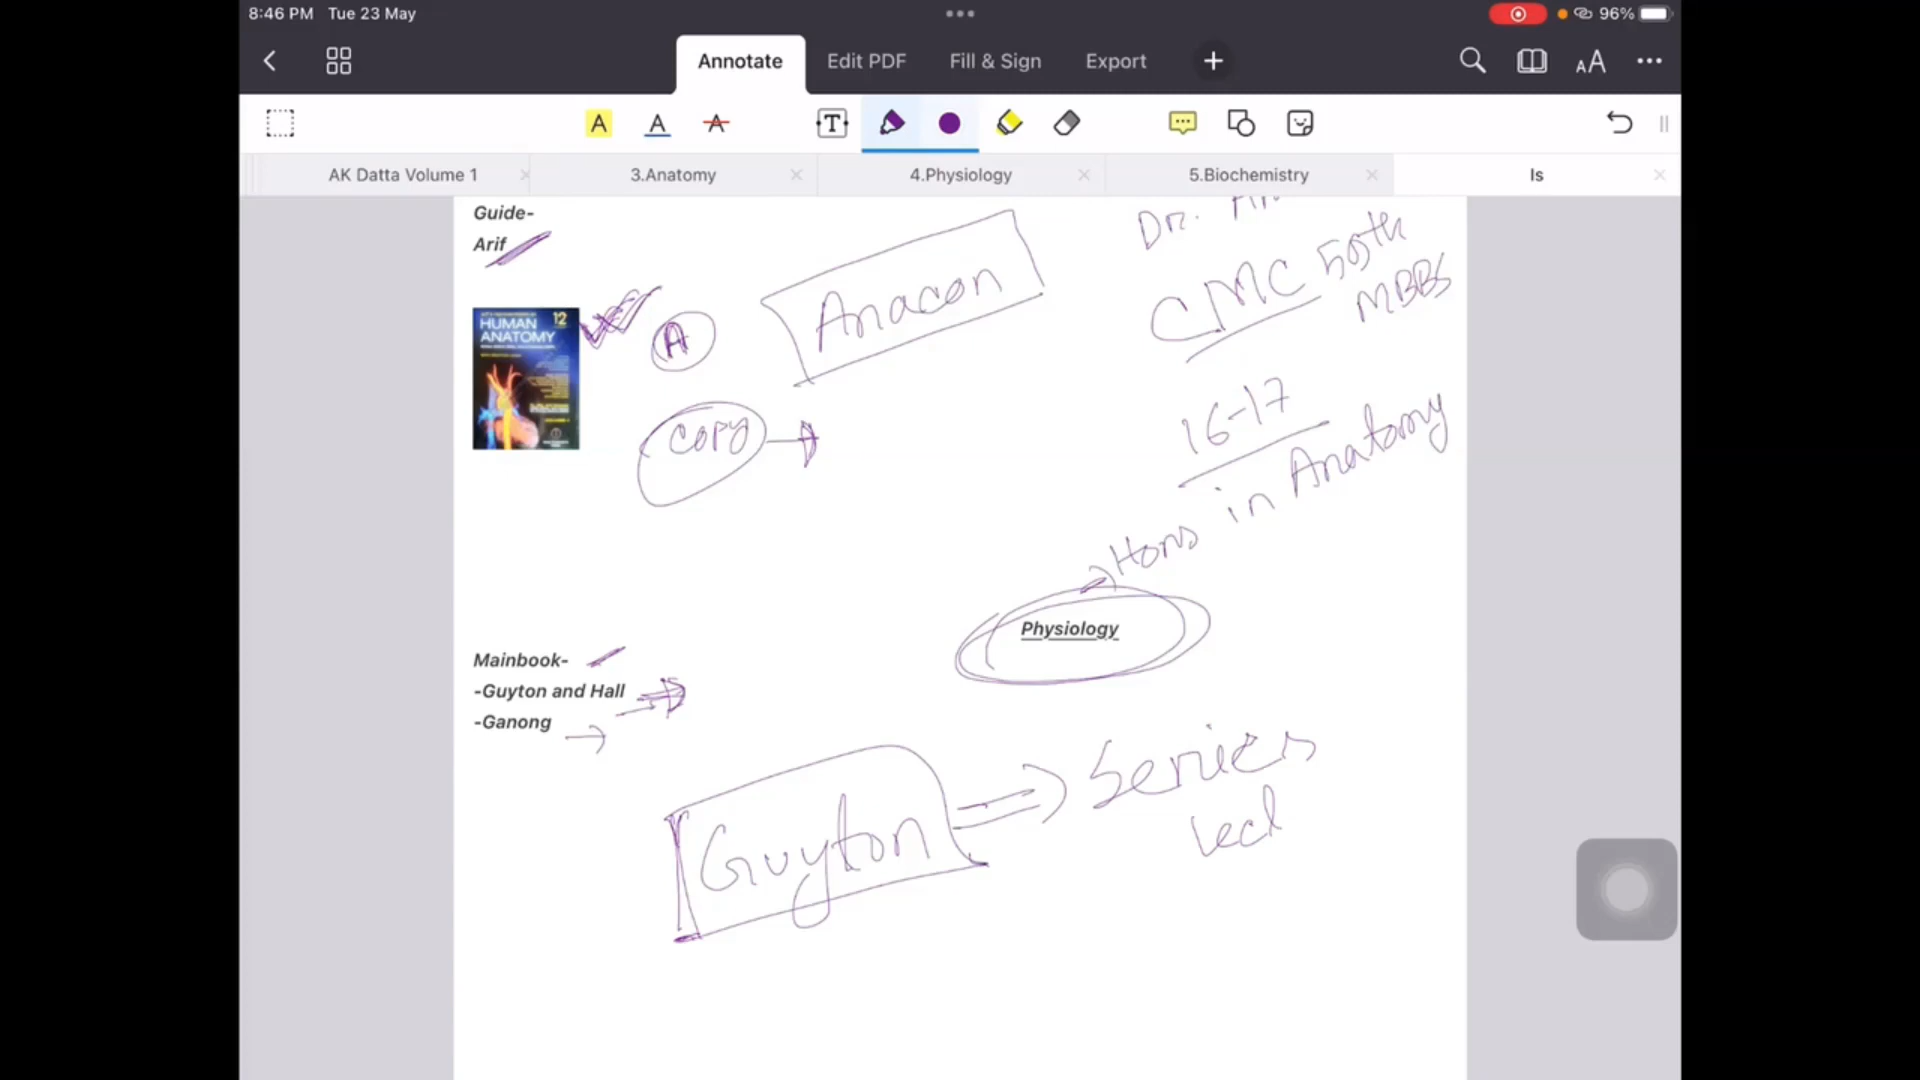 8:46 PM Tue 23 May
96%
Annotate Edit PDF Fill & Sign Export
AA
A A A T
AK Datta Volume 1 3.Anatomy 4.Physiology 5.Biochemistry Is
Guide-
Arif
Dr.
CMC 50th
MBBS
Anacon
HUMAN
ANATOMY
12
A
Copy
16-17
Hons in Anatomy
Physiology
Mainbook-
-Guyton and Hall
-Ganong
Guyton
Series